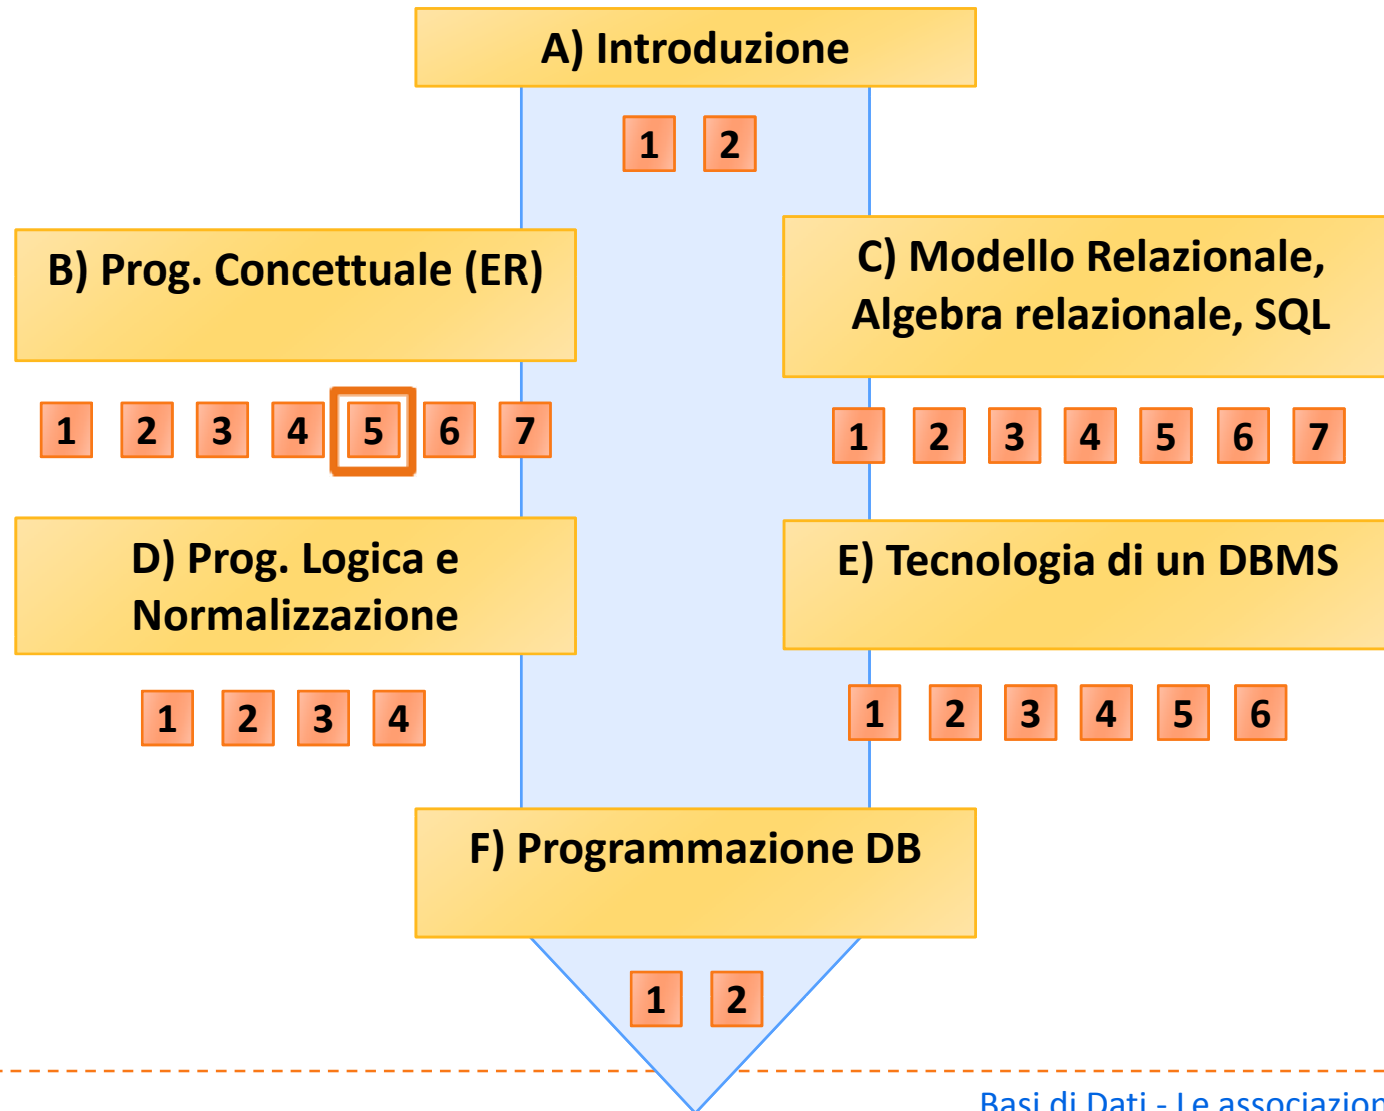 A) Introduzione
1 2
B) Prog. Concettuale (ER)
C) Modello Relazionale,
Algebra relazionale, SQL
1 2 3 4 5 6 7
1 2 3 4 5 6 7
D) Prog. Logica e
Normalizzazione
E) Tecnologia di un DBMS
1 2 3 4
1 2 3 4 5 6
F) Programmazione DB
1 2
Basi di Dati - Le associazion